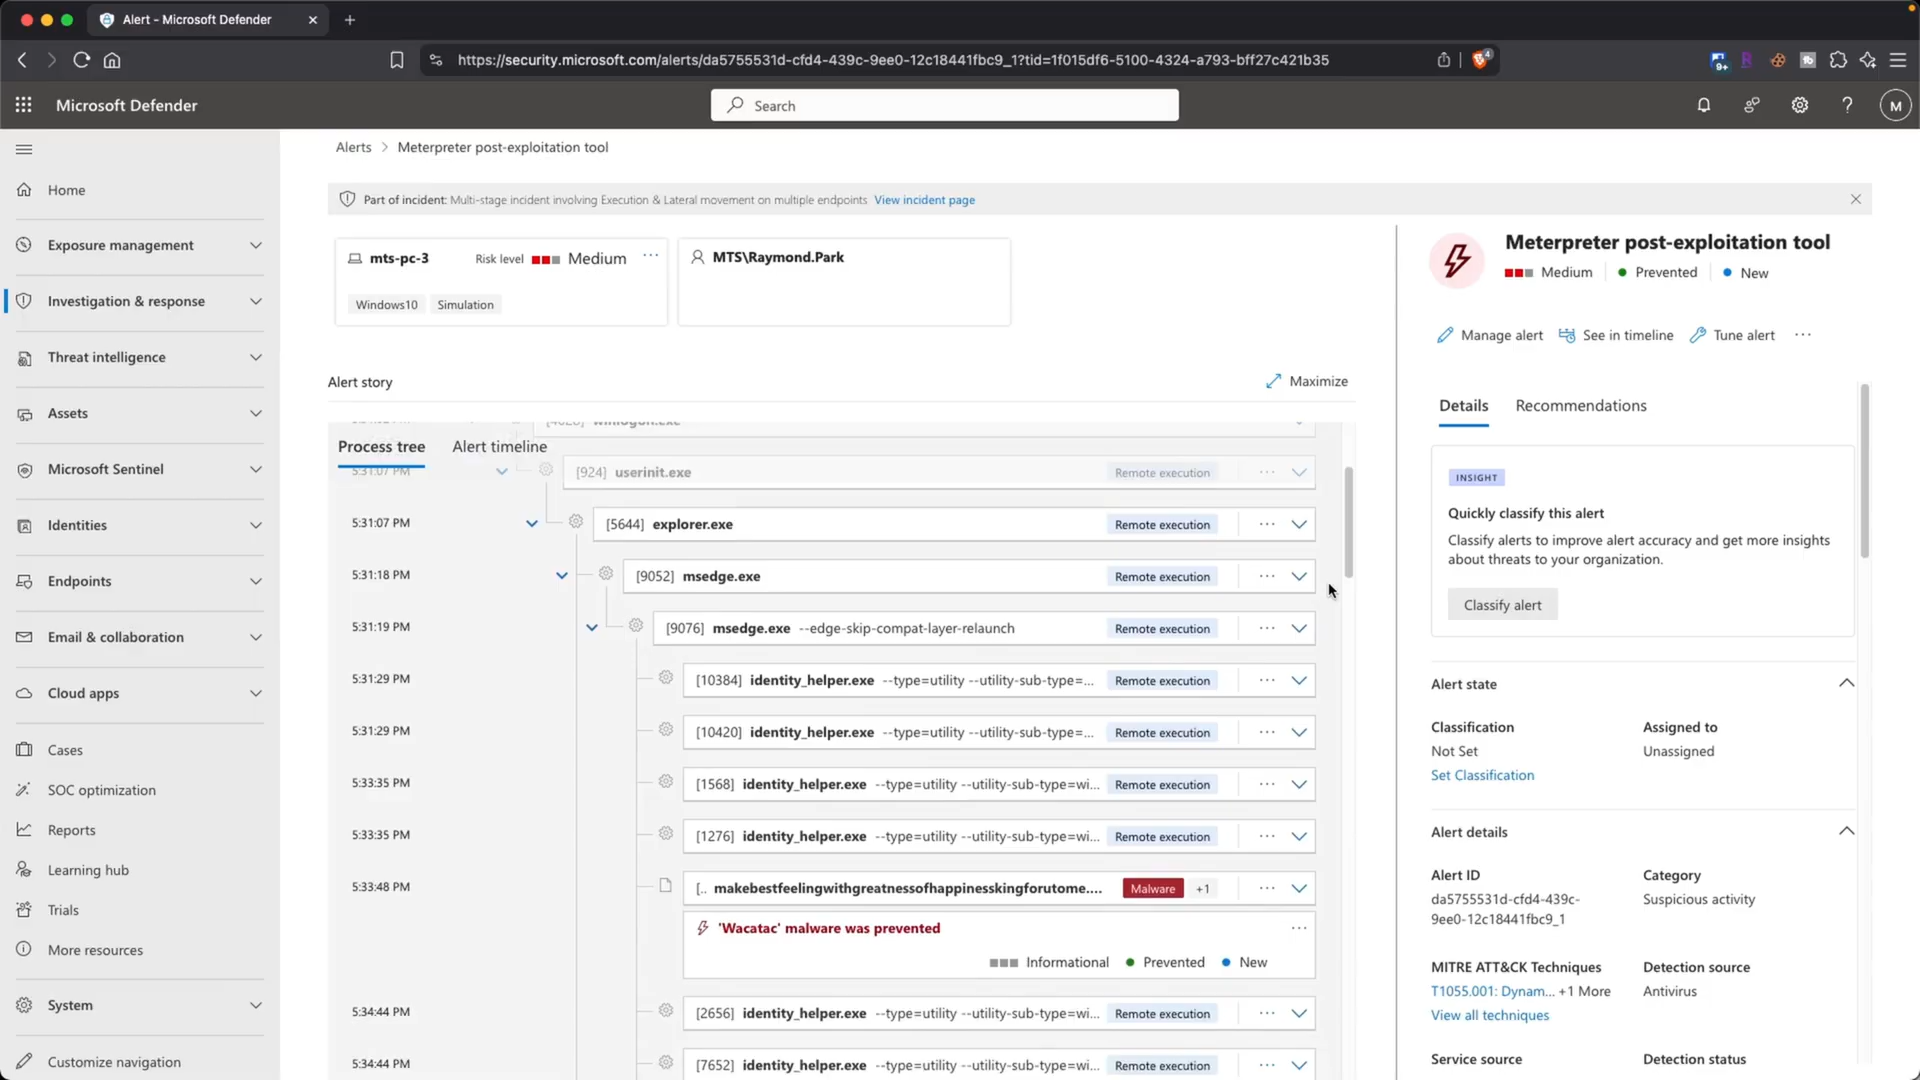 Alert - Microsoft Defender
https://security.microsoft.com/alerts/da5755531d-cfd4-439c-9ee0-12c18441fbc9_1?tid=1f015df6-5100-4324-a793-bff27c421b35
4
9+
Microsoft Defender
Search
M
Home
Exposure management
Investigation & response
Threat intelligence
Assets
Microsoft Sentinel
Identities
Endpoints
Email & collaboration
Cloud apps
Cases
SOC optimization
Reports
Learning hub
Trials
More resources
System
Customize navigation
Alerts > Meterpreter post-exploitation tool
Part of incident: Multi-stage incident involving Execution & Lateral movement on multiple endpoints View incident page
mts-pc-3 Risk level Medium ...
Windows10 Simulation
MTS\Raymond.Park
Alert story
Maximize
Process tree
Alert timeline
5:31:07 PM [924] userinit.exe Remote execution
5:31:07 PM [5644] explorer.exe Remote execution
5:31:18 PM [9052] msedge.exe Remote execution
5:31:19 PM [9076] msedge.exe --edge-skip-compat-layer-relaunch Remote execution
5:31:29 PM [10384] identity_helper.exe --type=utility --utility-sub-type=... Remote execution
5:31:29 PM [10420] identity_helper.exe --type=utility --utility-sub-type=... Remote execution
5:33:35 PM [1568] identity_helper.exe --type=utility --utility-sub-type=wi... Remote execution
5:33:35 PM [1276] identity_helper.exe --type=utility --utility-sub-type=wi... Remote execution
5:33:48 PM [.. makebestfeelingwithgreatnessofhappinesskingforutome.... Malware +1
'Wacatac' malware was prevented
Informational Prevented New
5:34:44 PM [2656] identity_helper.exe --type=utility --utility-sub-type=wi... Remote execution
5:34:44 PM [7652] identity_helper.exe --type=utility --utility-sub-type=wi... Remote execution
Meterpreter post-exploitation tool
Medium Prevented New
Manage alert See in timeline Tune alert ...
Details Recommendations
INSIGHT
Quickly classify this alert
Classify alerts to improve alert accuracy and get more insights
about threats to your organization.
Classify alert
Alert state
Classification
Not Set
Set Classification
Assigned to
Unassigned
Alert details
Alert ID
da5755531d-cfd4-439c-
9ee0-12c18441fbc9_1
Category
Suspicious activity
MITRE ATT&CK Techniques
T1055.001: Dynam... +1 More
View all techniques
Detection source
Antivirus
Service source
Detection status